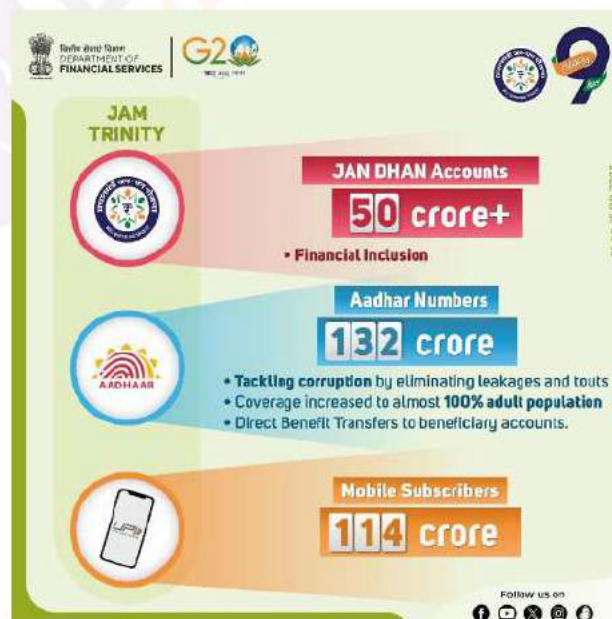 वित्तीय सेवाएं विभाग
DEPARTMENT OF
FINANCIAL SERVICES
G20
JAM
TRINITY
JAN DHAN Accounts
50 crore+
• Financial Inclusion
Aadhar Numbers
132 crore
AADHAAR
• Tackling corruption by eliminating leakages and touts
• Coverage increased to almost 100% adult population
• Direct Benefit Transfers to beneficiary accounts.
Mobile Subscribers
114 crore
UPI
Follow us on